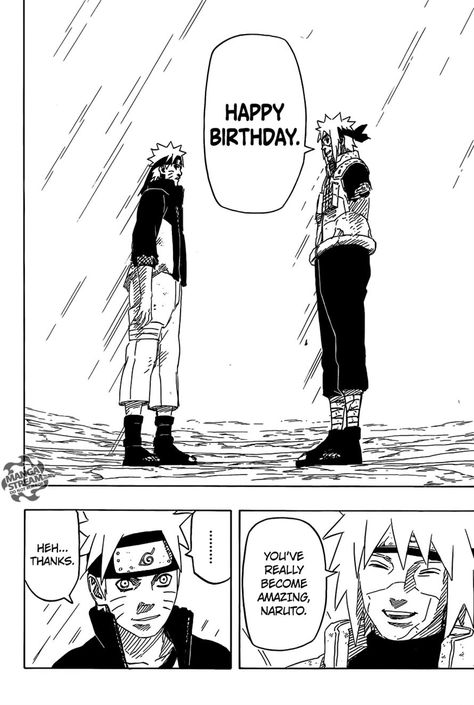 HAPPY
BIRTHDAY.
YOU'VE
REALLY
BECOME
AMAZING,
NARUTO.
.........
HEH...
THANKS.
MANGA
STREAM